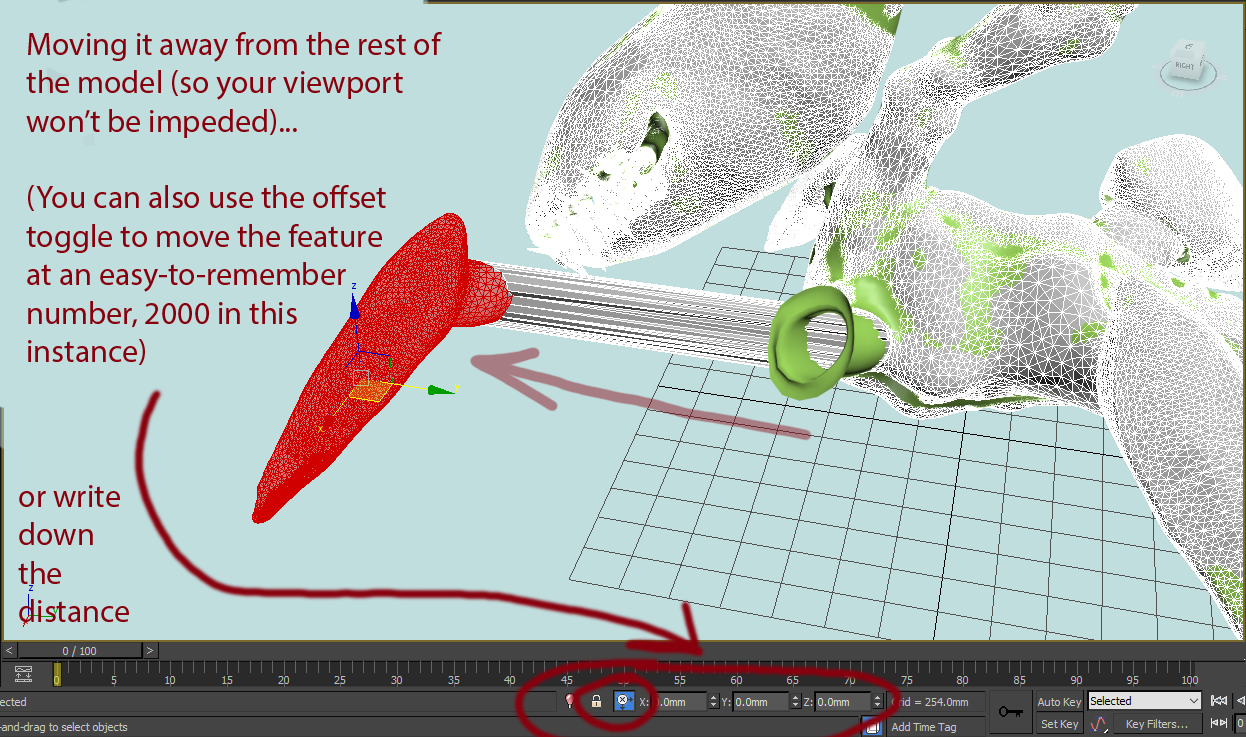 Moving it away from the rest of
the model (so your viewport
won't be impeded)...
(You can also use the offset
toggle to move the feature
at an easy-to-remember
number, 2000 in this
instance)
or write
down
the
distance
RIGHT
z
x
y
z
< 0 / 100 >
0 5 10 15 20 25 30 35 40 45 50 55 60 65 70 75 80 85 90 95 100
ected X: 0.0mm Y: 0.0mm Z: 0.0mm Grid = 254.0mm Auto Key Selected
-and-drag to select objects Add Time Tag Set Key Key Filters... 0